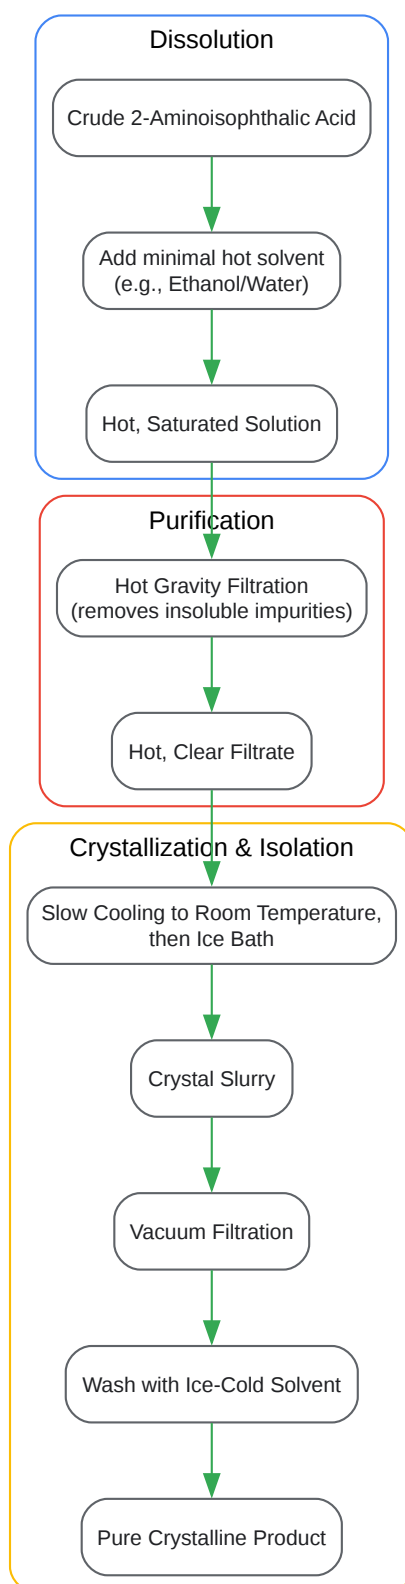 Dissolution
Crude 2-Aminoisophthalic Acid
Add minimal hot solvent
(e.g., Ethanol/Water)
Hot, Saturated Solution
Purification
Hot Gravity Filtration
(removes insoluble impurities)
Hot, Clear Filtrate
Crystallization & Isolation
Slow Cooling to Room Temperature,
then Ice Bath
Crystal Slurry
Vacuum Filtration
Wash with Ice-Cold Solvent
Pure Crystalline Product